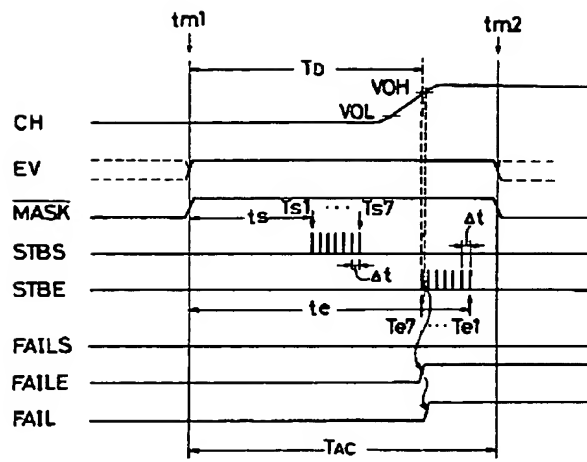 tm1 tm2
TD
VOH
VOL
CH
EV
MASK
ts Ts1 ··· Ts7 Δt
STBS
Δt
STBE
te
Te7 ··· Te1
FAILS
FAILE
FAIL
TAC